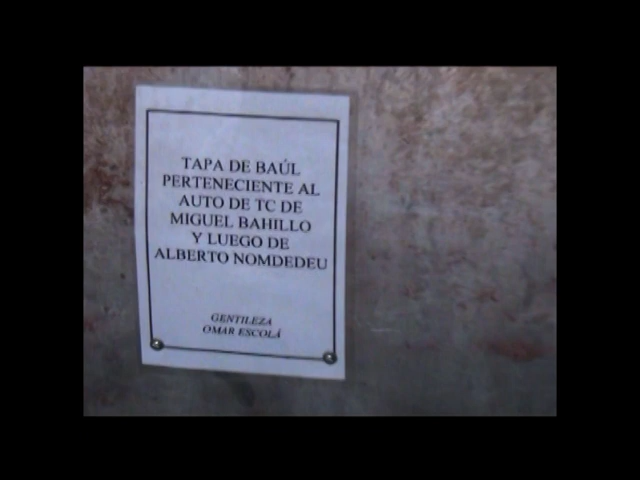 TAPA DE BAÚL
PERTENECIENTE AL
AUTO DE TC DE
MIGUEL BAHILLO
Y LUEGO DE
ALBERTO NOMDEDEU
GENTILEZA
OMAR ESCOLÁ